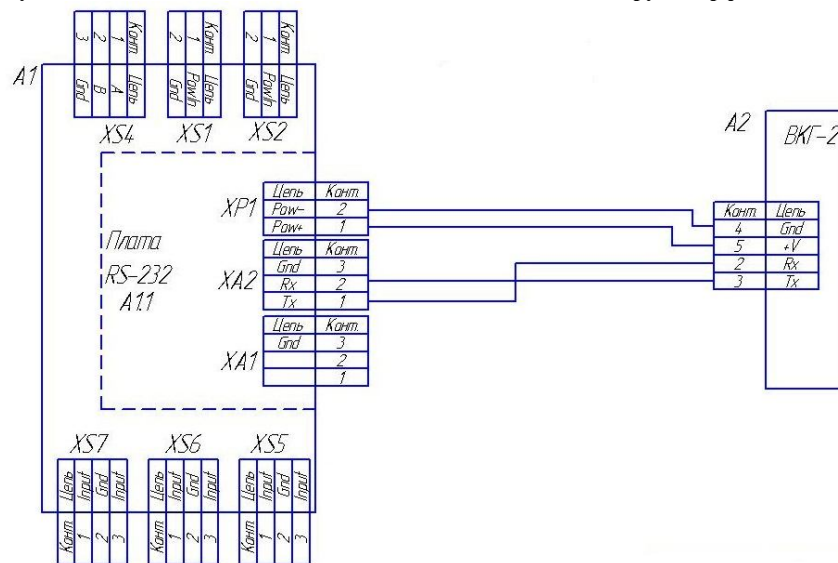 Конт. Цепь
1 A
2 B
3 Gnd
XS4
Конт. Цепь
1 PowIn
2 Gnd
XS1
Конт. Цепь
1 PowIn
2 Gnd
XS2
A1
Плата
RS-232
A1.1
XP1
Цепь Конт.
Pow- 2
Pow+ 1
XA2
Цепь Конт.
Gnd 3
Rx 2
Tx 1
XA1
Цепь Конт.
Gnd 3
2
1
A2
ВКГ-2
Конт. Цепь
4 Gnd
5 +V
2 Rx
3 Tx
XS7
Конт. Цепь
1 Input
2 Gnd
3 Input
XS6
Конт. Цепь
1 Input
2 Gnd
3 Input
XS5
Конт. Цепь
1 Input
2 Gnd
3 Input